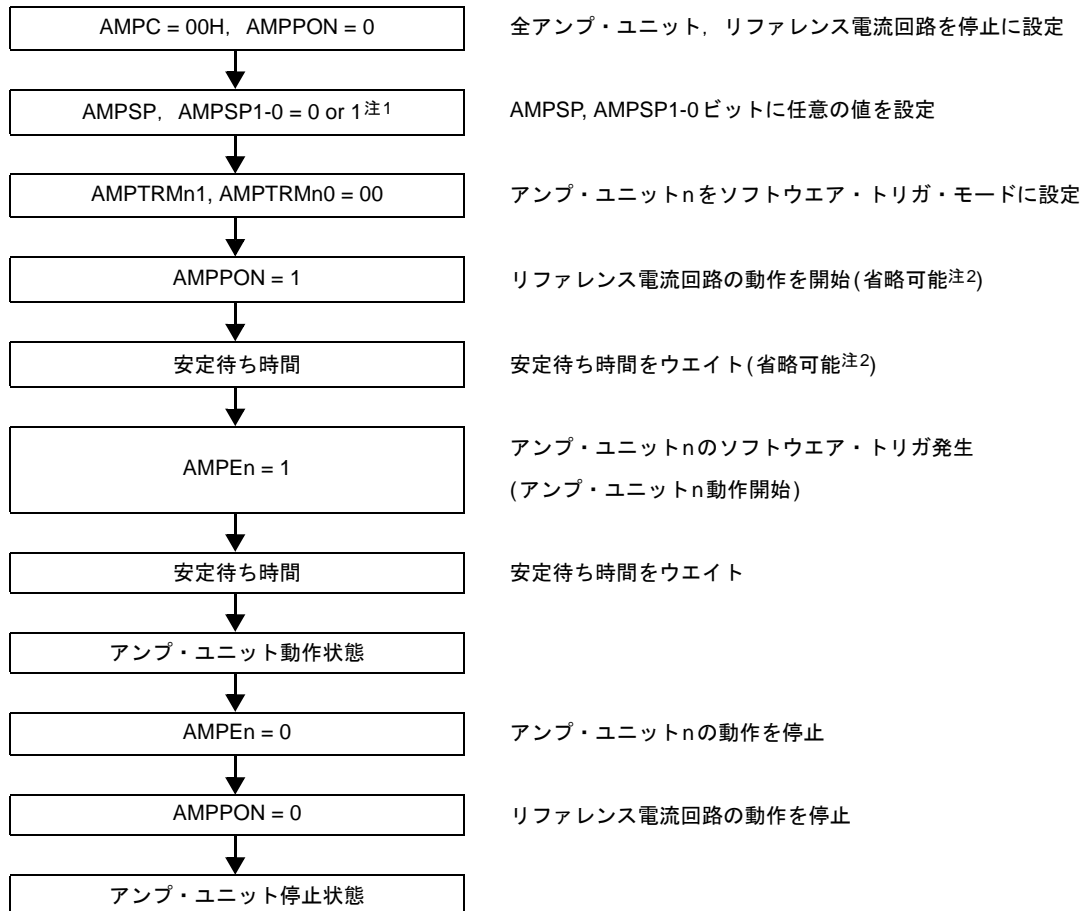 AMPC = 00H, AMPPON = 0
全アンプ・ユニット，リファレンス電流回路を停止に設定
AMPSP, AMPSP1-0 = 0 or 1注1
AMPSP, AMPSP1-0ビットに任意の値を設定
AMPTRMn1, AMPTRMn0 = 00
アンプ・ユニットnをソフトウエア・トリガ・モードに設定
AMPPON = 1
リファレンス電流回路の動作を開始(省略可能注2)
安定待ち時間
安定待ち時間をウエイト(省略可能注2)
AMPEn = 1
アンプ・ユニットnのソフトウエア・トリガ発生
(アンプ・ユニットn動作開始)
安定待ち時間
安定待ち時間をウエイト
アンプ・ユニット動作状態
AMPEn = 0
アンプ・ユニットnの動作を停止
AMPPON = 0
リファレンス電流回路の動作を停止
アンプ・ユニット停止状態